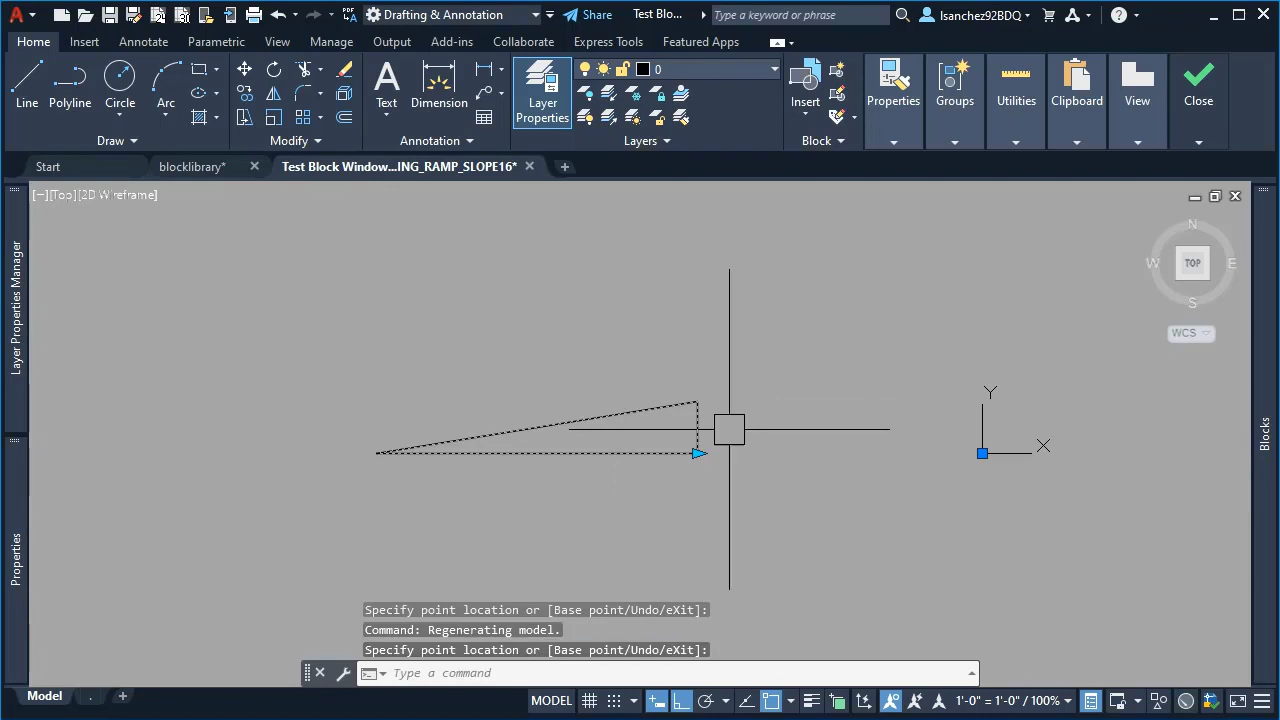 A PDF Drafting & Annotation Share Test Blo... Type a keyword or phrase lsanchez92BDQ
Home Insert Annotate Parametric View Manage Output Add-ins Collaborate Express Tools Featured Apps
0
Line Polyline Circle Arc A Text Dimension Layer Properties Insert Properties Groups Utilities Clipboard View Close
Draw Modify Annotation Layers Block
Start blocklibrary* Test Block Window...ING_RAMP_SLOPE16*
[−][Top][2D Wireframe]
N
W TOP E
S
WCS
Layer Properties Manager
Properties
Blocks
Y
X
Specify point location or [Base point/Undo/eXit]:
Command: Regenerating model.
Specify point location or [Base point/Undo/eXit]:
Type a command
Model . MODEL 1'-0" = 1'-0" / 100%